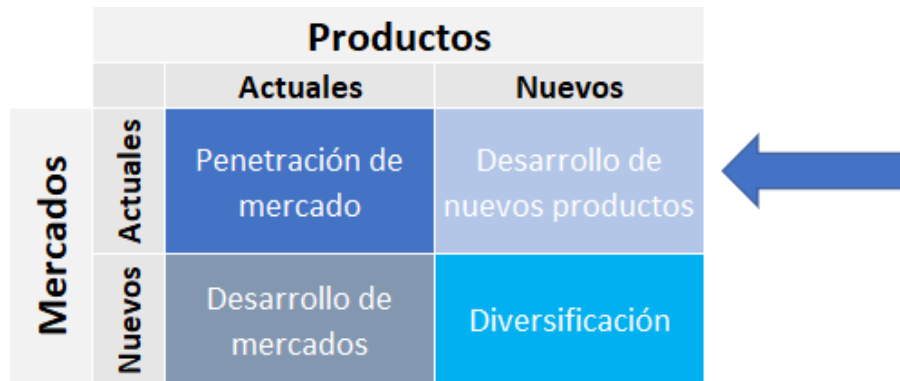 Productos
Actuales
Nuevos
Mercados
Actuales
Penetración de
mercado
Desarrollo de
nuevos productos
Nuevos
Desarrollo de
mercados
Diversificación